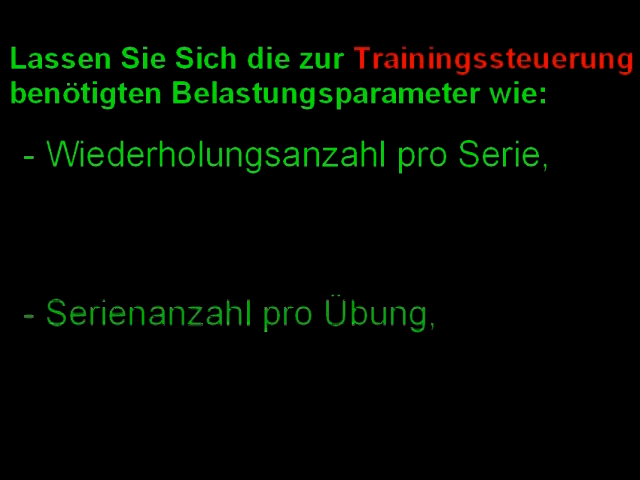 Lassen Sie Sich die zur Trainingssteuerung
benötigten Belastungsparameter wie:
- Wiederholungsanzahl pro Serie,
- Serienanzahl pro Übung,